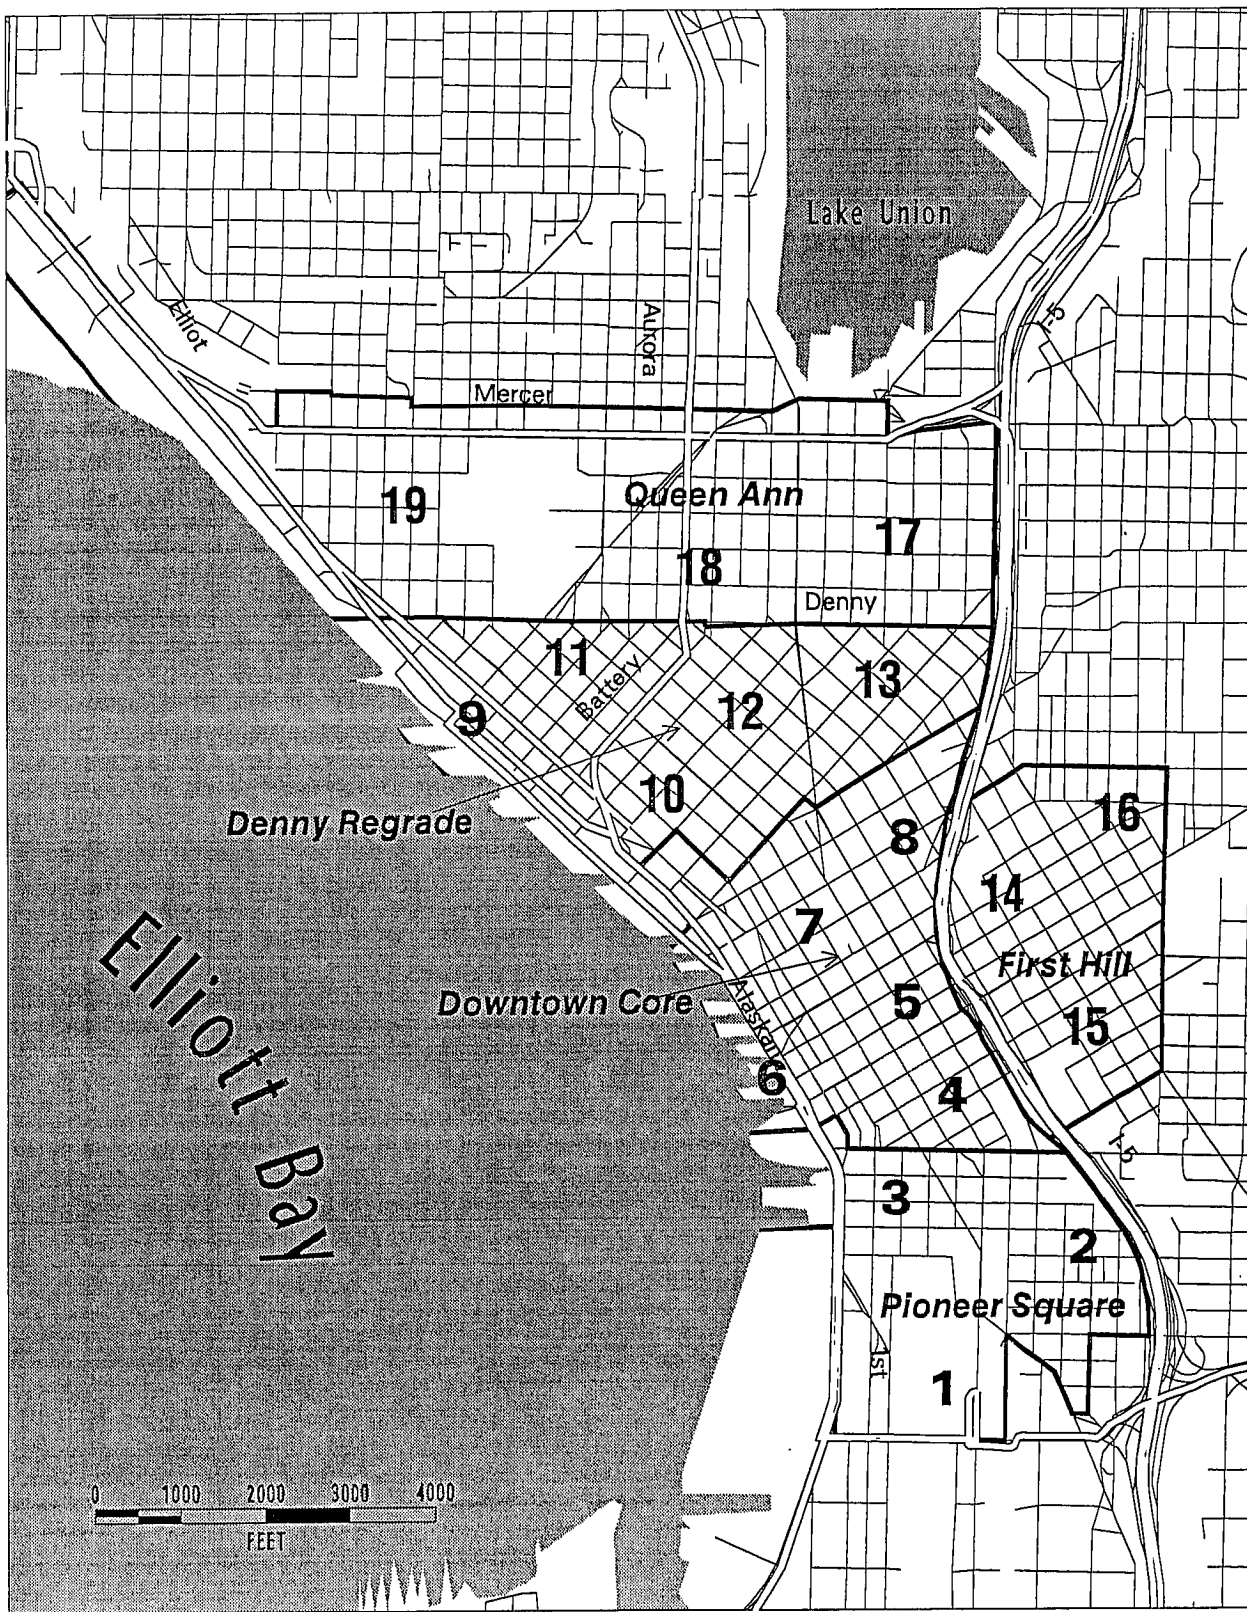 Lake Union
I-5
Elliot
Aurora
Mercer
19
Queen Ann
17
18
Denny
11
Battery
13
12
9
10
Denny Regrade
16
8
14
7
First Hill
Downtown Core
Alaskan
5
15
6
4
Elliott Bay
I-5
3
2
Pioneer Square
1st
1
0 1000 2000 3000 4000
FEET